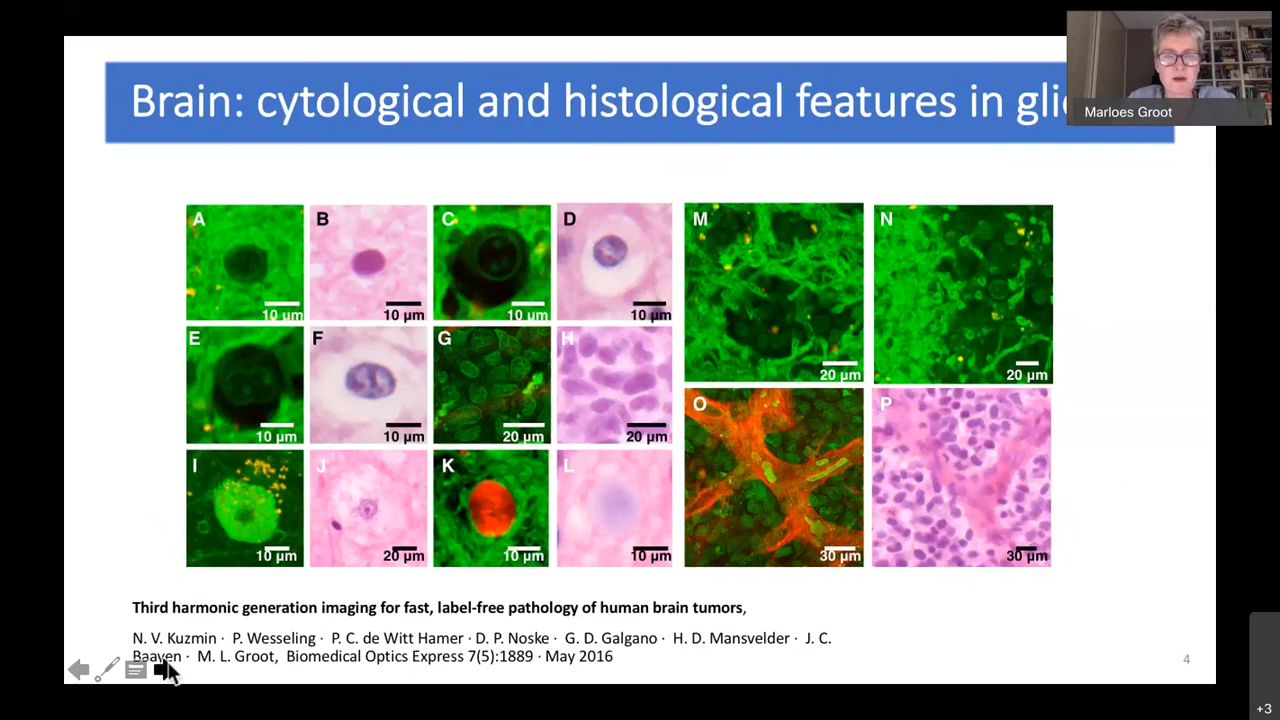 Brain: cytological and histological features in gli
Marloes Groot
A
B
C
D
M
N
10 µm
10 µm
10 µm
10 µm
E
F
G
H
20 µm
20 µm
10 µm
10 µm
20 µm
20 µm
O
P
I
J
K
L
10 µm
20 µm
10 µm
10 µm
30 µm
30 µm
Third harmonic generation imaging for fast, label-free pathology of human brain tumors,
N. V. Kuzmin · P. Wesseling · P. C. de Witt Hamer · D. P. Noske · G. D. Galgano · H. D. Mansvelder · J. C.
Baayen · M. L. Groot, Biomedical Optics Express 7(5):1889 · May 2016
4
+3